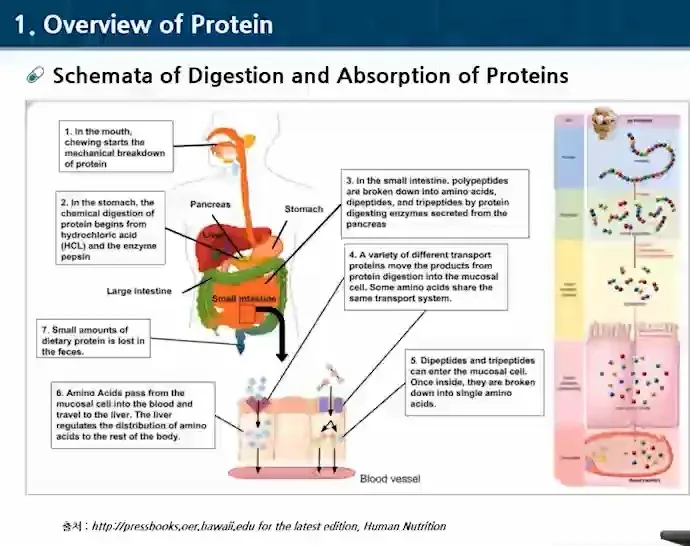 1. Overview of Protein
Schemata of Digestion and Absorption of Proteins
1. In the mouth,
chewing starts the
mechanical breakdown
of protein
2. In the stomach, the
chemical digestion of
protein begins from
hydrochloric acid
(HCL) and the enzyme
pepsin
Pancreas
Stomach
Liver
Large intestine
Small intestine
3. In the small intestine, polypeptides
are broken down into amino acids,
dipeptides, and tripeptides by protein
digesting enzymes secreted from the
pancreas
4. A variety of different transport
proteins move the products from
protein digestion into the mucosal
cell. Some amino acids share the
same transport system.
7. Small amounts of
dietary protein is lost in
the feces.
5. Dipeptides and tripeptides
can enter the mucosal cell.
Once inside, they are broken
down into single amino
acids.
6. Amino Acids pass from the
mucosal cell into the blood and
travel to the liver. The liver
regulates the distribution of amino
acids to the rest of the body.
Blood vessel
출처 : http://pressbooks.oer.hawaii.edu for the latest edition, Human Nutrition